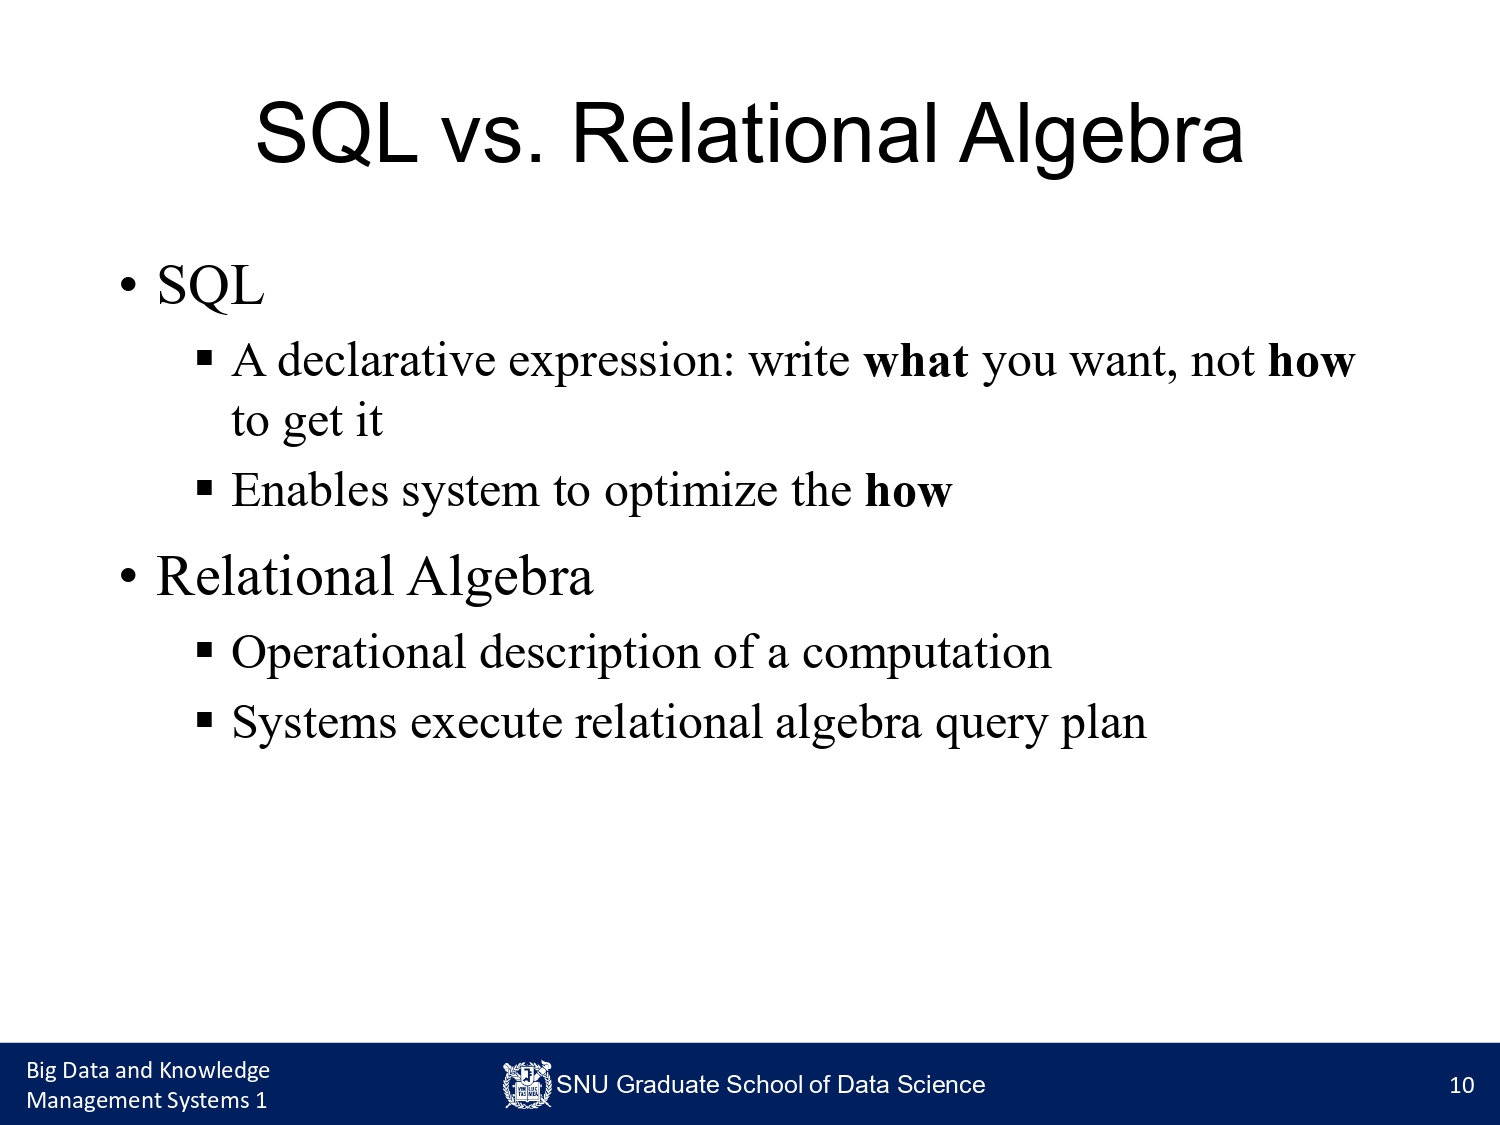 SQL vs. Relational Algebra
• SQL
▪ A declarative expression: write what you want, not how
to get it
▪ Enables system to optimize the how
• Relational Algebra
▪ Operational description of a computation
▪ Systems execute relational algebra query plan
Big Data and Knowledge
Management Systems 1
SNU Graduate School of Data Science
10